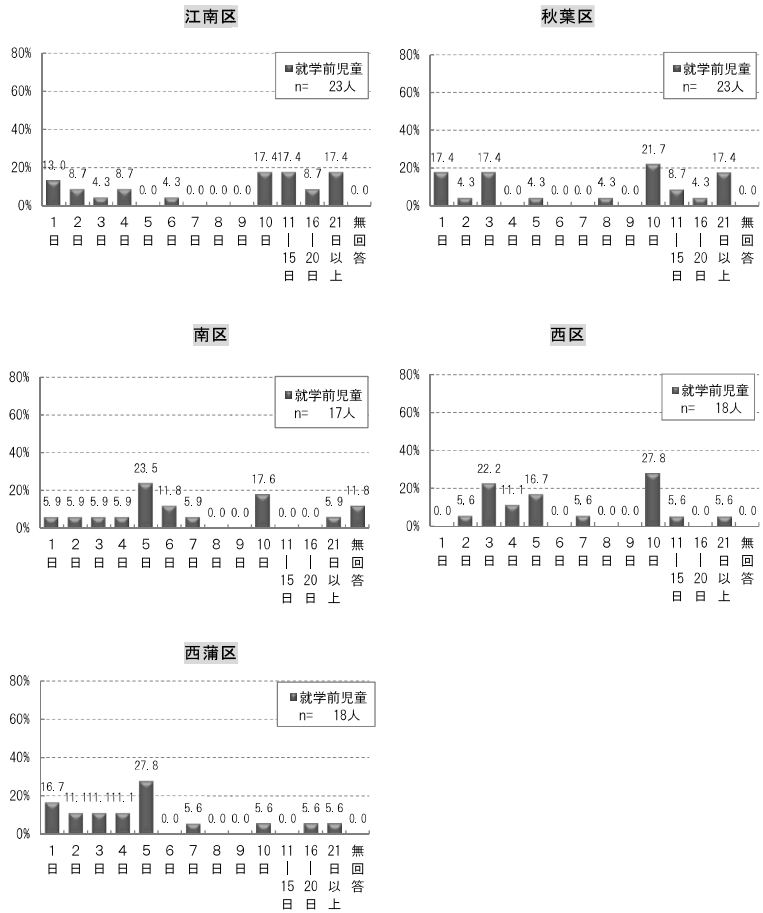 江南区
80%
60%
40%
20%
0%
就学前児童
n= 23人
13.0 8.7 4.3 8.7 0.0 4.3 0.0 0.0 0.0 17.4 17.4 8.7 17.4 0.0
1日 2日 3日 4日 5日 6日 7日 8日 9日 10日 11―15日 16―20日 21日以上 無回答
秋葉区
80%
60%
40%
20%
0%
就学前児童
n= 23人
17.4 4.3 17.4 0.0 4.3 0.0 0.0 4.3 0.0 21.7 8.7 4.3 17.4 0.0
1日 2日 3日 4日 5日 6日 7日 8日 9日 10日 11―15日 16―20日 21日以上 無回答
南区
80%
60%
40%
20%
0%
就学前児童
n= 17人
5.9 5.9 5.9 5.9 23.5 11.8 5.9 0.0 0.0 17.6 0.0 0.0 5.9 11.8
1日 2日 3日 4日 5日 6日 7日 8日 9日 10日 11―15日 16―20日 21日以上 無回答
西区
80%
60%
40%
20%
0%
就学前児童
n= 18人
0.0 5.6 22.2 11.1 16.7 0.0 5.6 0.0 0.0 27.8 5.6 0.0 5.6 0.0
1日 2日 3日 4日 5日 6日 7日 8日 9日 10日 11―15日 16―20日 21日以上 無回答
西蒲区
80%
60%
40%
20%
0%
就学前児童
n= 18人
16.7 11.1 11.1 11.1 27.8 0.0 5.6 0.0 0.0 5.6 0.0 5.6 5.6 0.0
1日 2日 3日 4日 5日 6日 7日 8日 9日 10日 11―15日 16―20日 21日以上 無回答